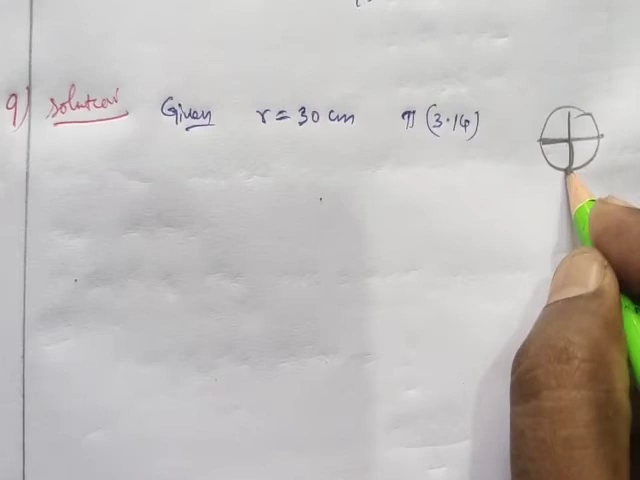 9) Solution Given r = 30 cm π (3.14)